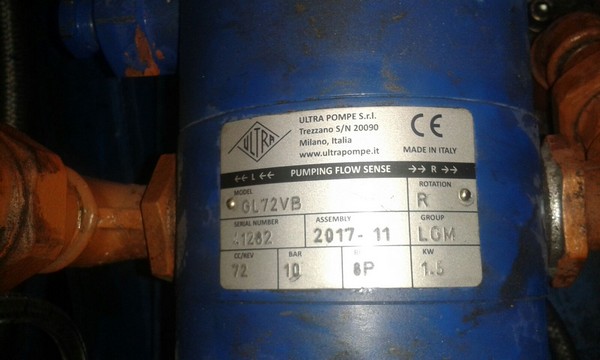 ULTRA
ULTRA POMPE S.r.l.
Trezzano S/N 20090
Milano, Italia
www.ultrapompe.it
CE
MADE IN ITALY
←← L ←← PUMPING FLOW SENSE →→ R →→
MODEL
GL72VB
ROTATION
R
SERIAL NUMBER
ASSEMBLY
2017-11
GROUP
LGM
CC/REV
72
BAR
10
8P
KW
1.5